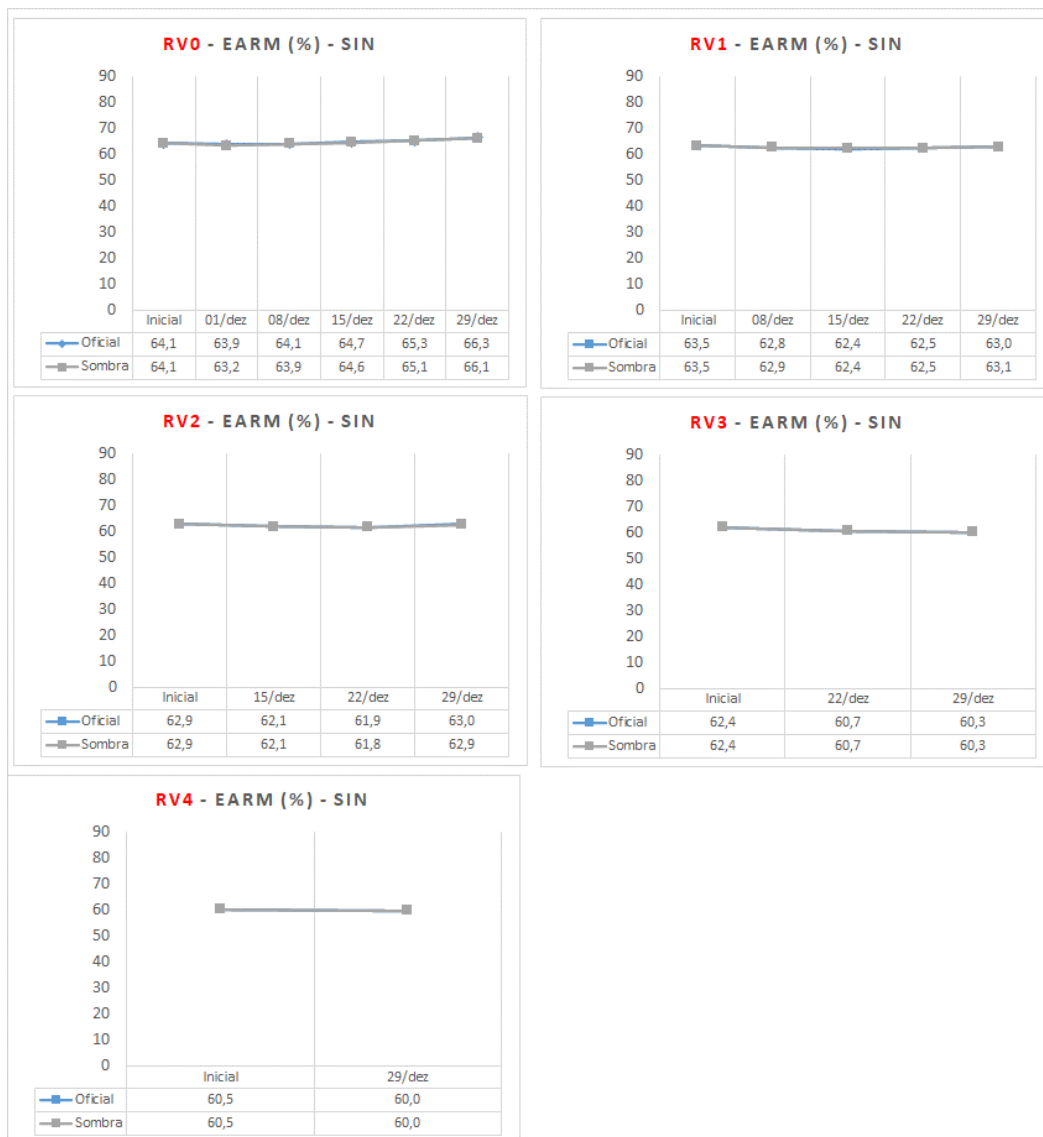 RV0 - EARM (%) - SIN
90
80
70
60
50
40
30
20
10
0
Inicial 01/dez 08/dez 15/dez 22/dez 29/dez
Oficial 64,1 63,9 64,1 64,7 65,3 66,3
Sombra 64,1 63,2 63,9 64,6 65,1 66,1
RV1 - EARM (%) - SIN
90
80
70
60
50
40
30
20
10
0
Inicial 08/dez 15/dez 22/dez 29/dez
Oficial 63,5 62,8 62,4 62,5 63,0
Sombra 63,5 62,9 62,4 62,5 63,1
RV2 - EARM (%) - SIN
90
80
70
60
50
40
30
20
10
0
Inicial 15/dez 22/dez 29/dez
Oficial 62,9 62,1 61,9 63,0
Sombra 62,9 62,1 61,8 62,9
RV3 - EARM (%) - SIN
90
80
70
60
50
40
30
20
10
0
Inicial 22/dez 29/dez
Oficial 62,4 60,7 60,3
Sombra 62,4 60,7 60,3
RV4 - EARM (%) - SIN
90
80
70
60
50
40
30
20
10
0
Inicial 29/dez
Oficial 60,5 60,0
Sombra 60,5 60,0